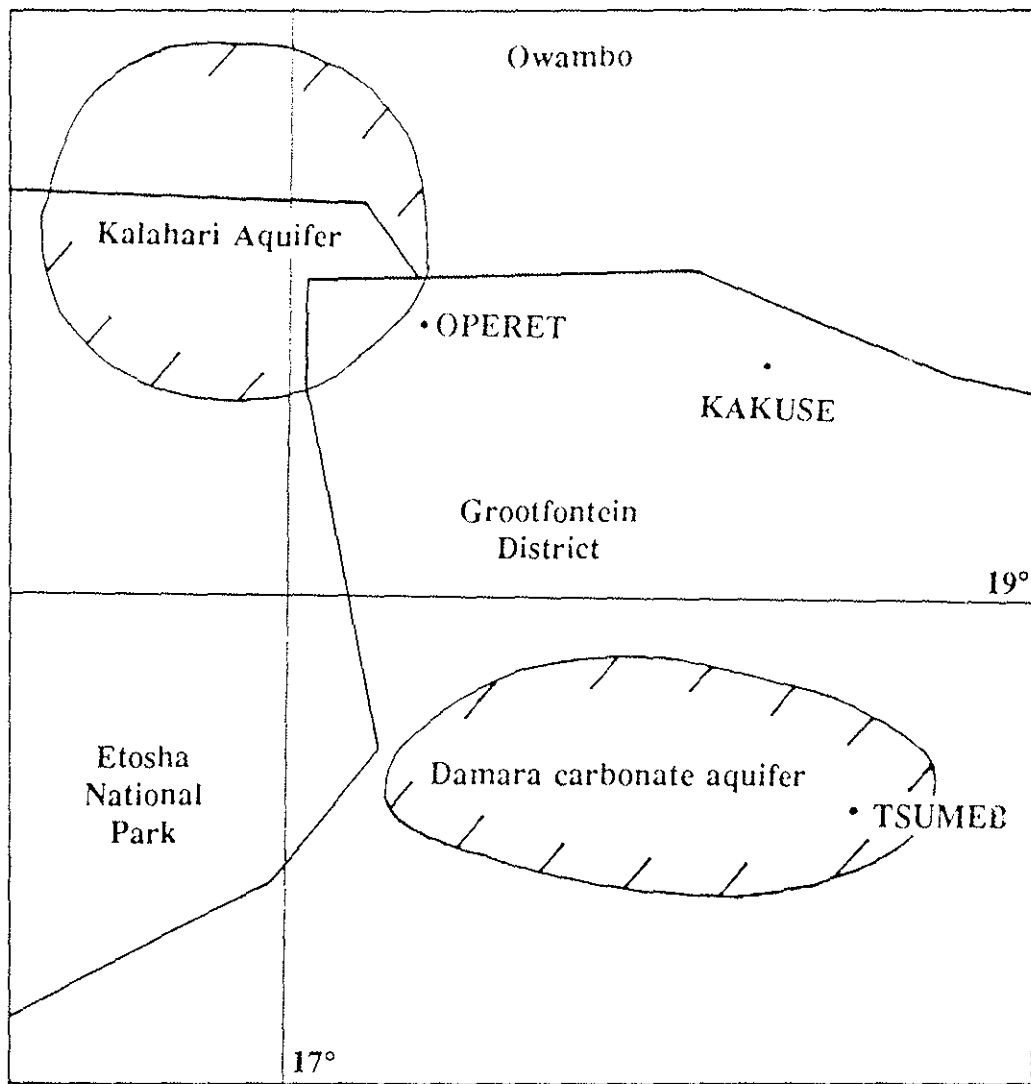 Owambo
Kalahari Aquifer
OPERET
KAKUSE
Grootfontein
District
19°
Etosha
National
Park
Damara carbonate aquifer
TSUMEB
17°